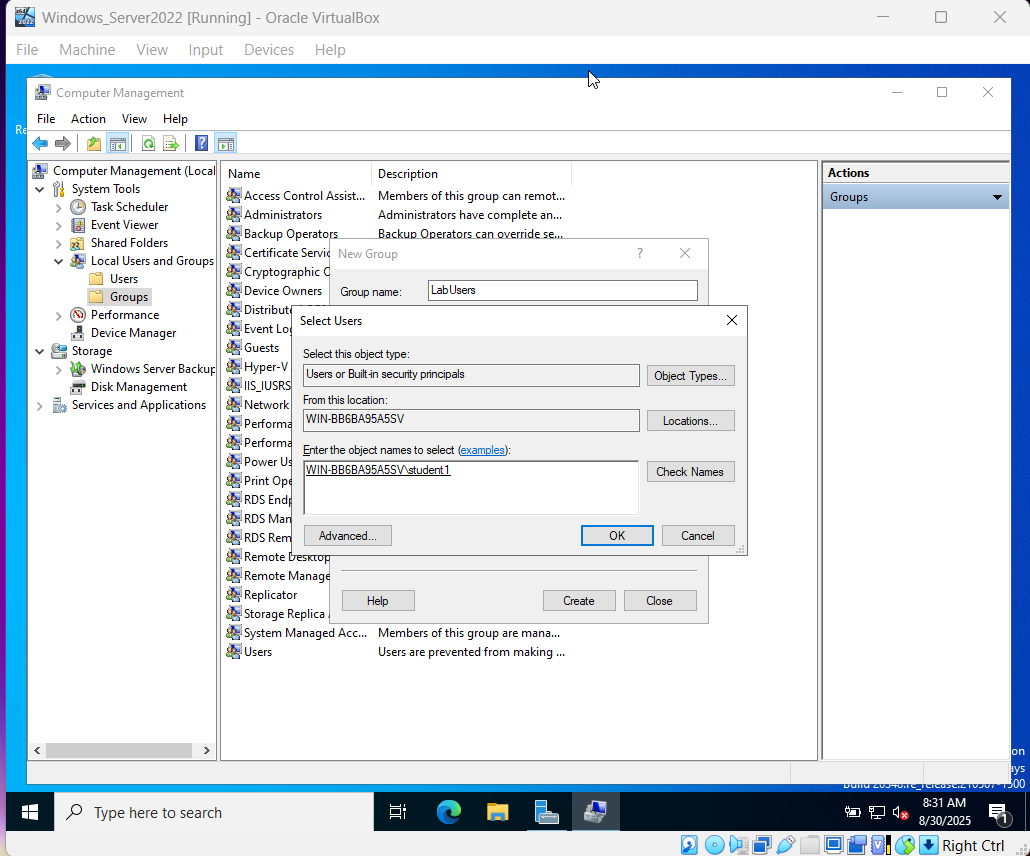 Windows_Server2022 [Running] - Oracle VirtualBox
File Machine View Input Devices Help
Computer Management
File Action View Help
Computer Management (Local
System Tools
Task Scheduler
Event Viewer
Shared Folders
Local Users and Groups
Users
Groups
Performance
Device Manager
Storage
Windows Server Backup
Disk Management
Services and Applications
Name Description
Access Control Assist... Members of this group can remot...
Administrators Administrators have complete an...
Backup Operators Backup Operators can override se...
Certificate Servic
Cryptographic C
Device Owners
Distribute
Event Log
Guests
Hyper-V
IIS_IUSRS
Network
Performa
Performa
Power Us
Print Ope
RDS Endp
RDS Man
RDS Rem
Remote Desktop
Remote Manage
Replicator
Storage Replica
System Managed Acc... Members of this group are mana...
Users Users are prevented from making ...
New Group
?
Group name: LabUsers
Select Users
Select this object type:
Users or Built-in security principals Object Types...
From this location:
WIN-BB6BA95A5SV Locations...
Enter the object names to select (examples):
WIN-BB6BA95A5SV\student1 Check Names
Advanced... OK Cancel
Help Create Close
Actions
Groups
Type here to search
8:31 AM
8/30/2025
1
Right Ctrl